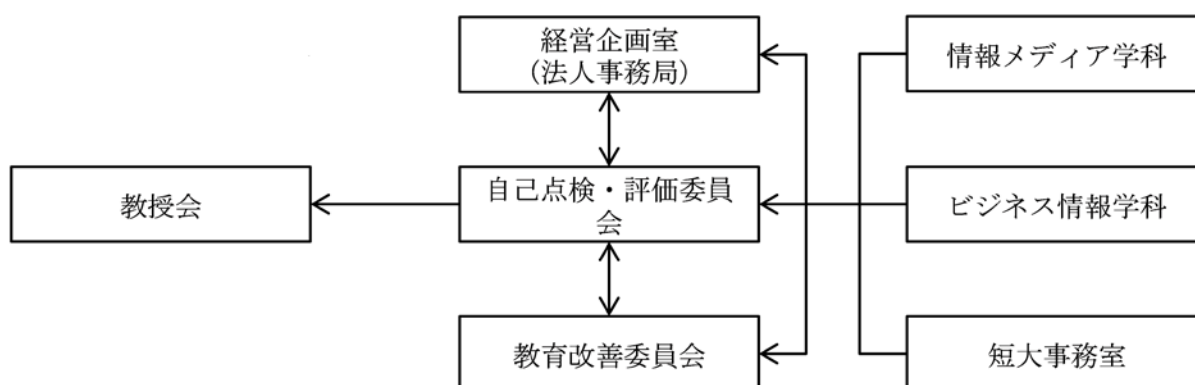 経営企画室
(法人事務局)
情報メディア学科
教授会
自己点検・評価委員
会
ビジネス情報学科
教育改善委員会
短大事務室